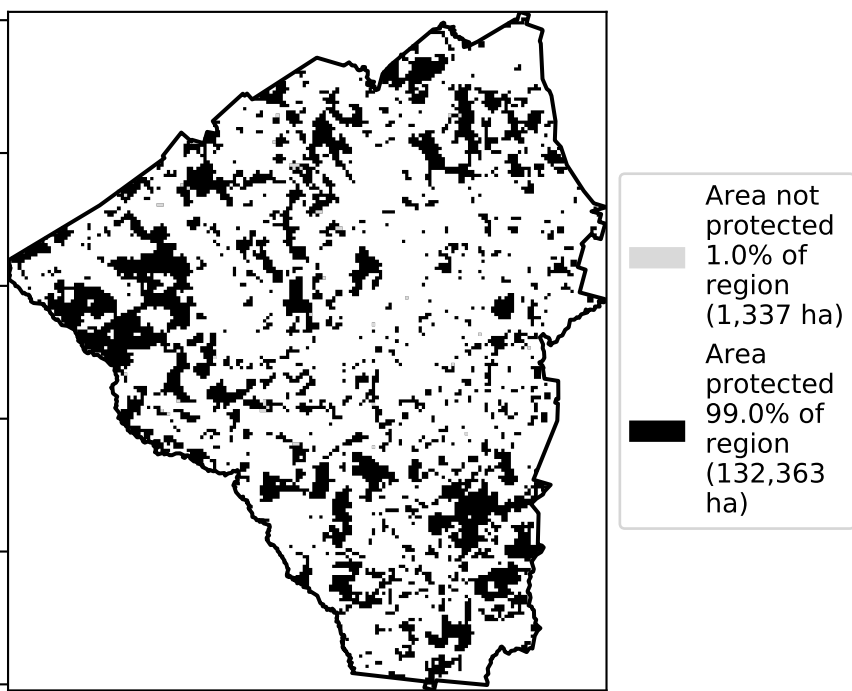 Area not
protected
1.0% of
region
(1,337 ha)
Area
protected
99.0% of
region
(132,363
ha)